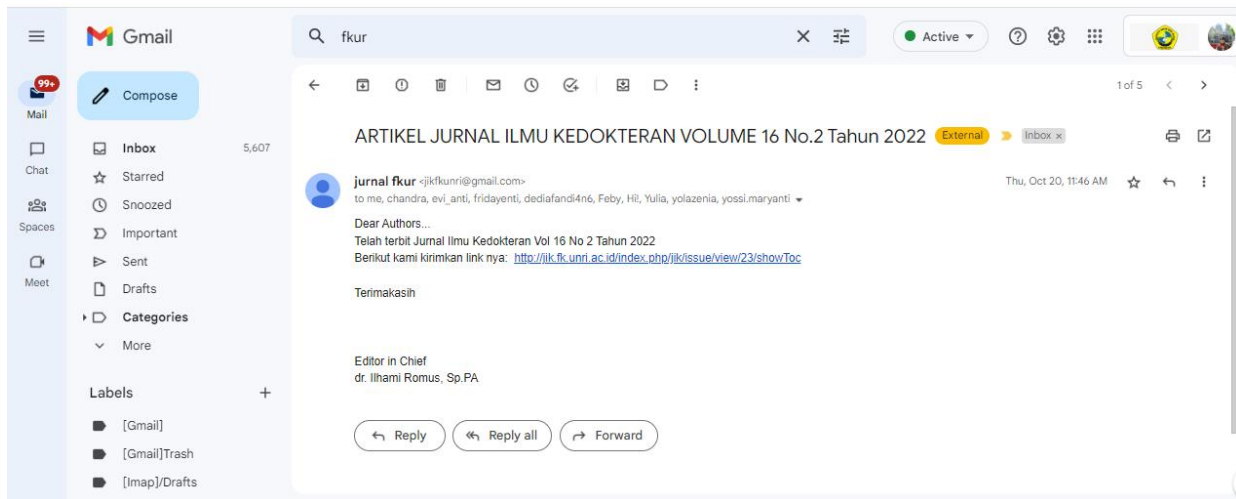 Gmail
fkur
Active
99+
Mail
Compose
1 of 5
ARTIKEL JURNAL ILMU KEDOKTERAN VOLUME 16 No.2 Tahun 2022 External Inbox ×
Inbox 5,607
Chat
Starred
jurnal fkur <jikfkunri@gmail.com> Thu, Oct 20, 11:46 AM
to me, chandra, evi_anti, fridayenti, dediafandi4n6, Feby, Hi!, Yulia, yolazenia, yossi.maryanti
Snoozed
Spaces
Important
Sent
Meet
Drafts
Categories
More
Dear Authors...
Telah terbit Jurnal Ilmu Kedokteran Vol 16 No 2 Tahun 2022
Berikut kami kirimkan link nya: http://jik.fk.unri.ac.id/index.php/jik/issue/view/23/showToc
Terimakasih
Editor in Chief
dr. Ilhami Romus, Sp.PA
Labels +
[Gmail]
[Gmail]Trash
[Imap]/Drafts
Reply
Reply all
Forward